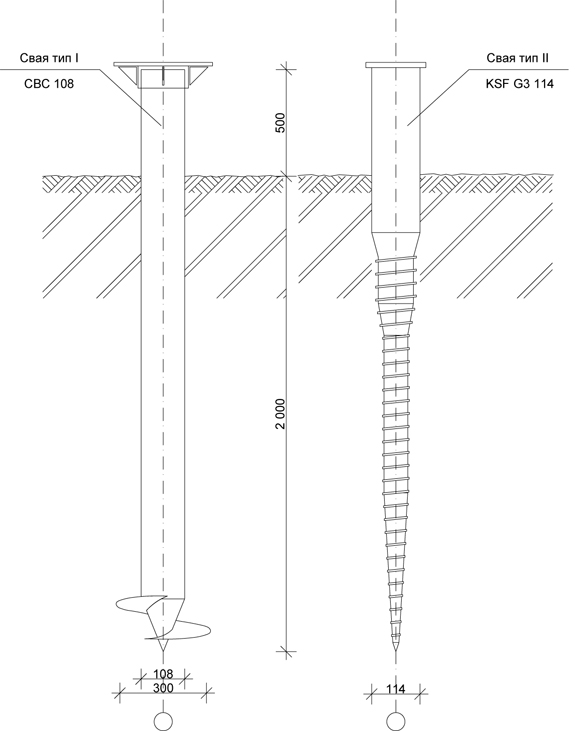 Свая тип I
СВС 108
Свая тип II
KSF G3 114
500
2 000
108
300
114